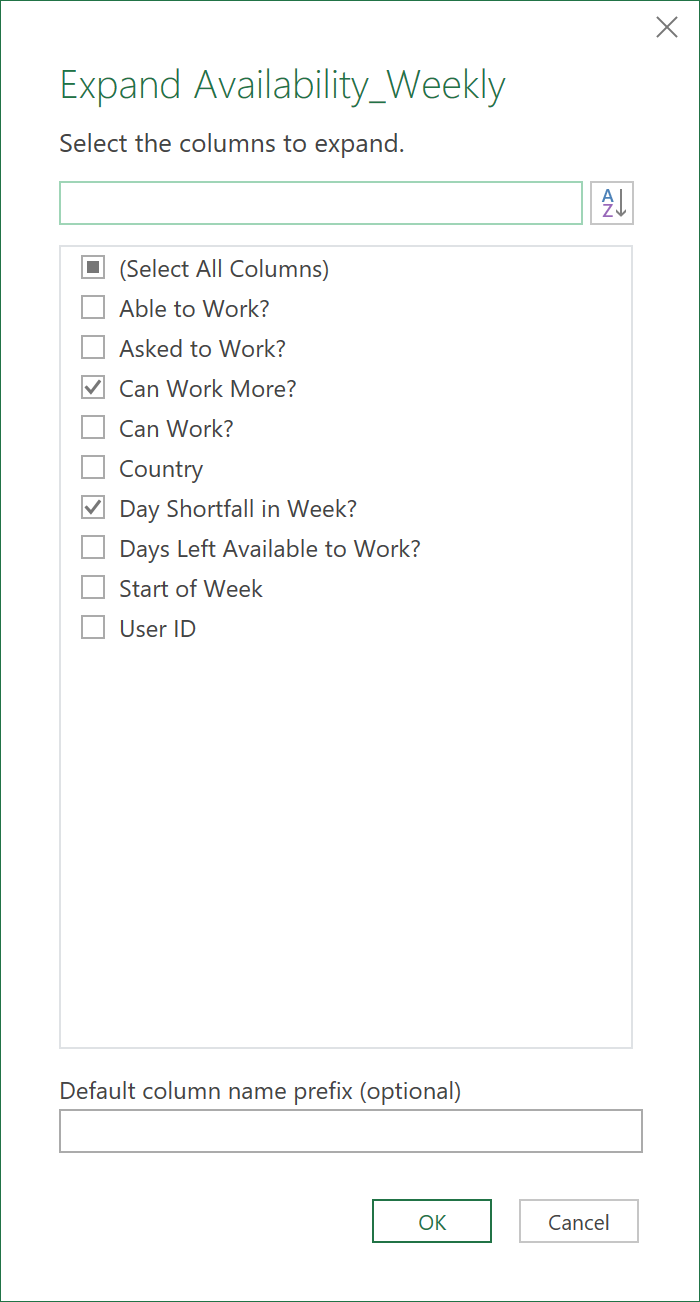 Expand Availability_Weekly
Select the columns to expand.
A
Z
(Select All Columns)
Able to Work?
Asked to Work?
Can Work More?
Can Work?
Country
Day Shortfall in Week?
Days Left Available to Work?
Start of Week
User ID
Default column name prefix (optional)
OK Cancel